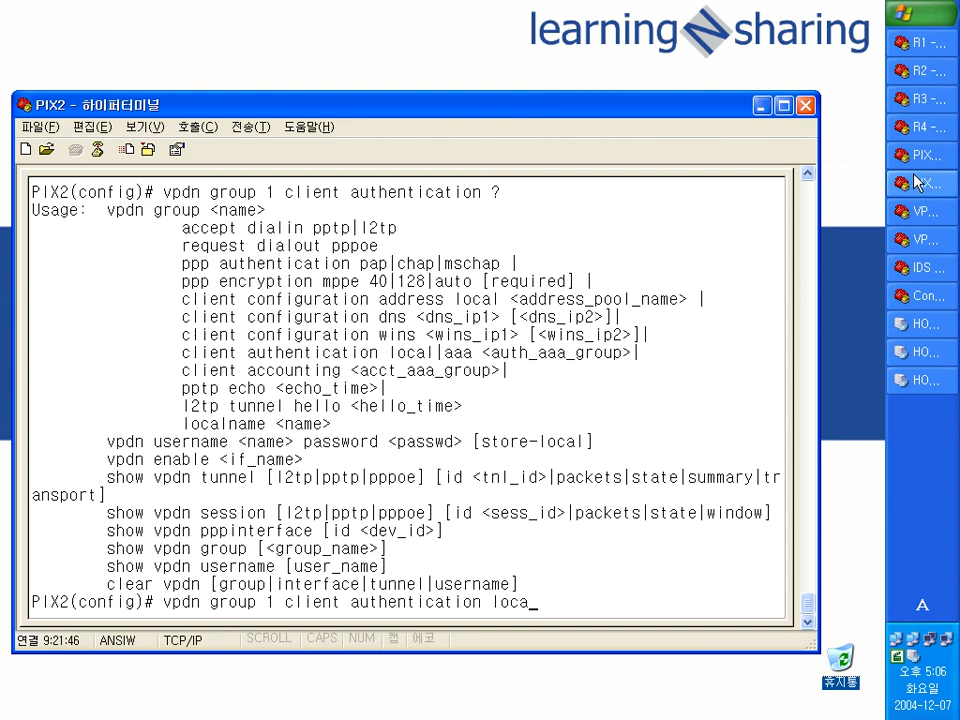 learning sharing
PIX2 - 하이퍼터미널
파일(F) 편집(E) 보기(V) 호출(C) 전송(T) 도움말(H)
PIX2(config)# vpdn group 1 client authentication ?
Usage: vpdn group <name>
accept dialin pptp|l2tp
request dialout pppoe
ppp authentication pap|chap|mschap |
ppp encryption mppe 40|128|auto [required] |
client configuration address local <address_pool_name> |
client configuration dns <dns_ip1> [<dns_ip2>]|
client configuration wins <wins_ip1> [<wins_ip2>]|
client authentication local|aaa <auth_aaa_group>|
client accounting <acct_aaa_group>|
pptp echo <echo_time>|
l2tp tunnel hello <hello_time>
localname <name>
vpdn username <name> password <passwd> [store-local]
vpdn enable <if_name>
show vpdn tunnel [l2tp|pptp|pppoe] [id <tnl_id>|packets|state|summary|tr
ansport]
show vpdn session [l2tp|pptp|pppoe] [id <sess_id>|packets|state|window]
show vpdn pppinterface [id <dev_id>]
show vpdn group [<group_name>]
show vpdn username [user_name]
clear vpdn [group|interface|tunnel|username]
PIX2(config)# vpdn group 1 client authentication loca_
연결 9:21:46 ANSIW TCP/IP SCROLL CAPS NUM 캡 에코
휴지통
R1 -...
R2 -...
R3 -...
R4 -...
PIX...
X...
VP...
VP...
IDS ...
Con...
HO...
HO...
HO...
A
오후 5:06
화요일
2004-12-07